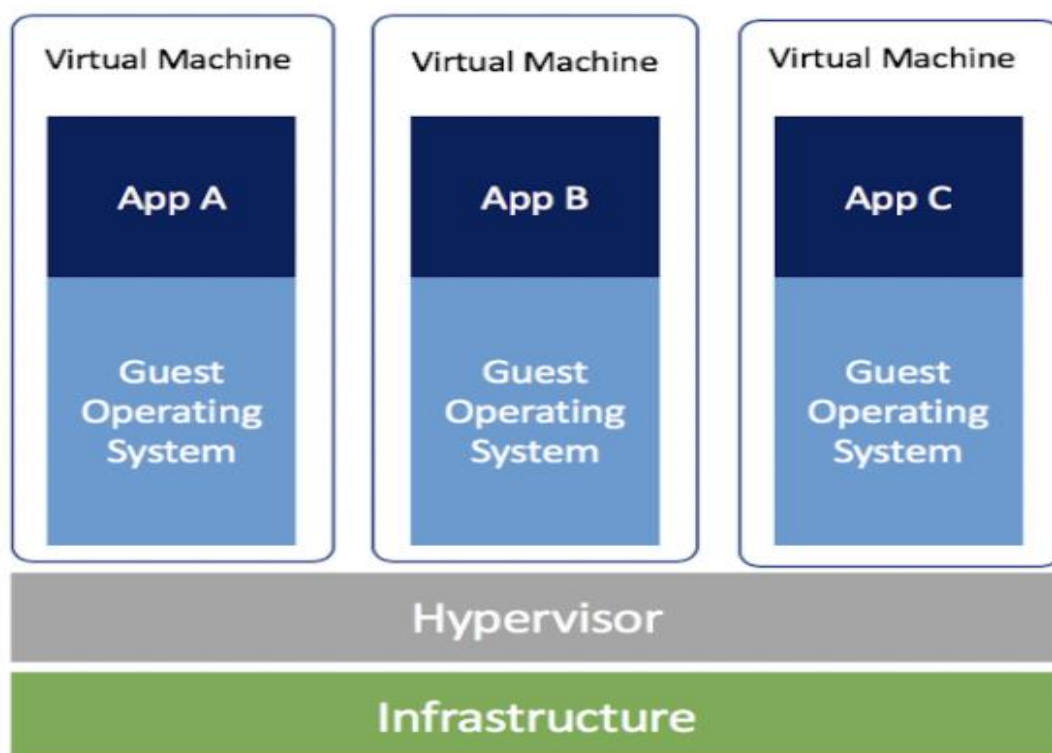 Virtual Machine
App A
Guest
Operating
System
Virtual Machine
App B
Guest
Operating
System
Virtual Machine
App C
Guest
Operating
System
Hypervisor
Infrastructure